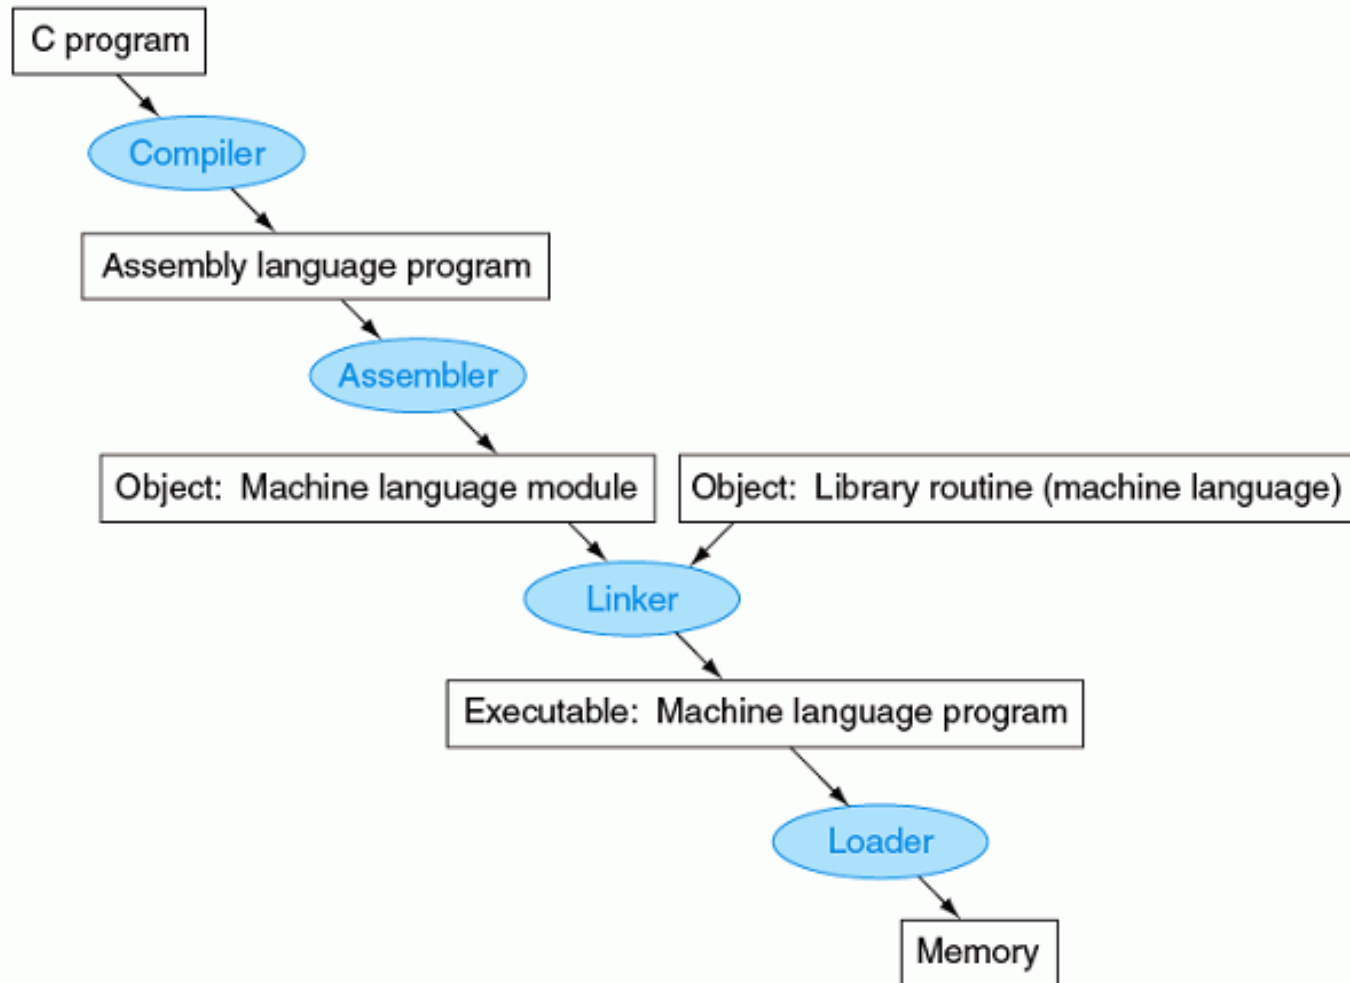 C program
Compiler
Assembly language program
Assembler
Object: Machine language module
Object: Library routine (machine language)
Linker
Executable: Machine language program
Loader
Memory